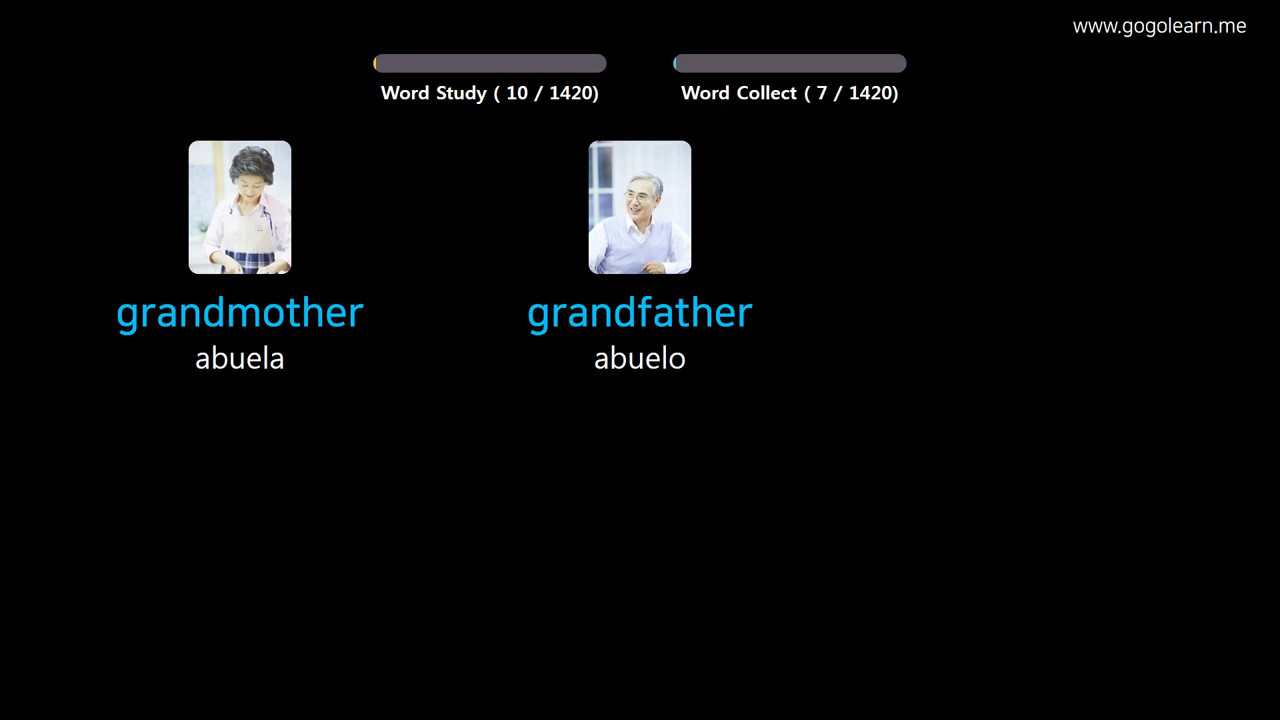 www.gogolearn.me
Word Study ( 10 / 1420)
Word Collect ( 7 / 1420)
grandmother
abuela
grandfather
abuelo